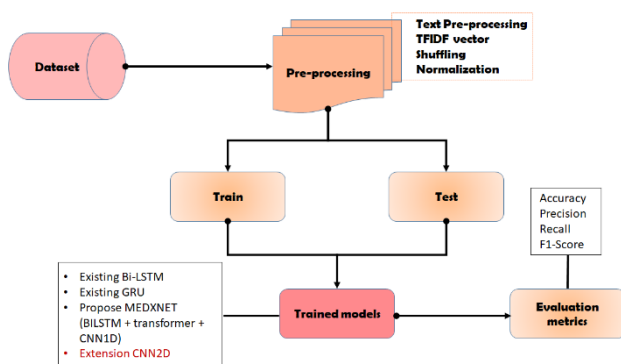 Dataset
Pre-processing
Text Pre-processing
TFIDF vector
Shuffling
Normalization
Train
Test
Accuracy
Precision
Recall
F1-Score
• Existing Bi-LSTM
• Existing GRU
• Propose MEDXNET
(BILSTM + transformer +
CNN1D)
• Extension CNN2D
Trained models
Evaluation
metrics